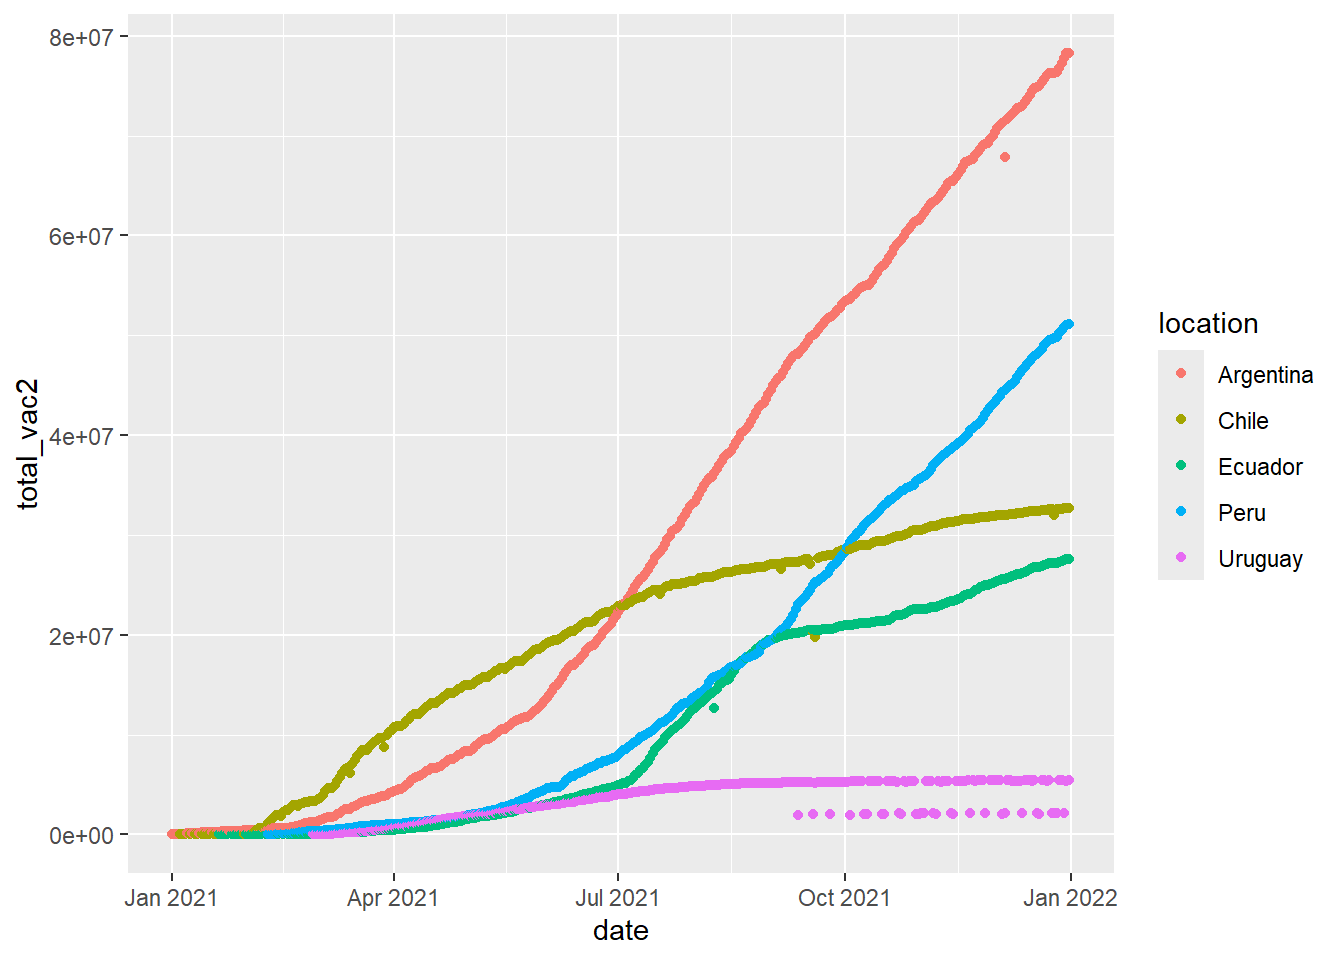 8e+07
6e+07
4e+07
2e+07
0e+00
total_vac2
Jan 2021
Apr 2021
Jul 2021
Oct 2021
Jan 2022
date
location
Argentina
Chile
Ecuador
Peru
Uruguay